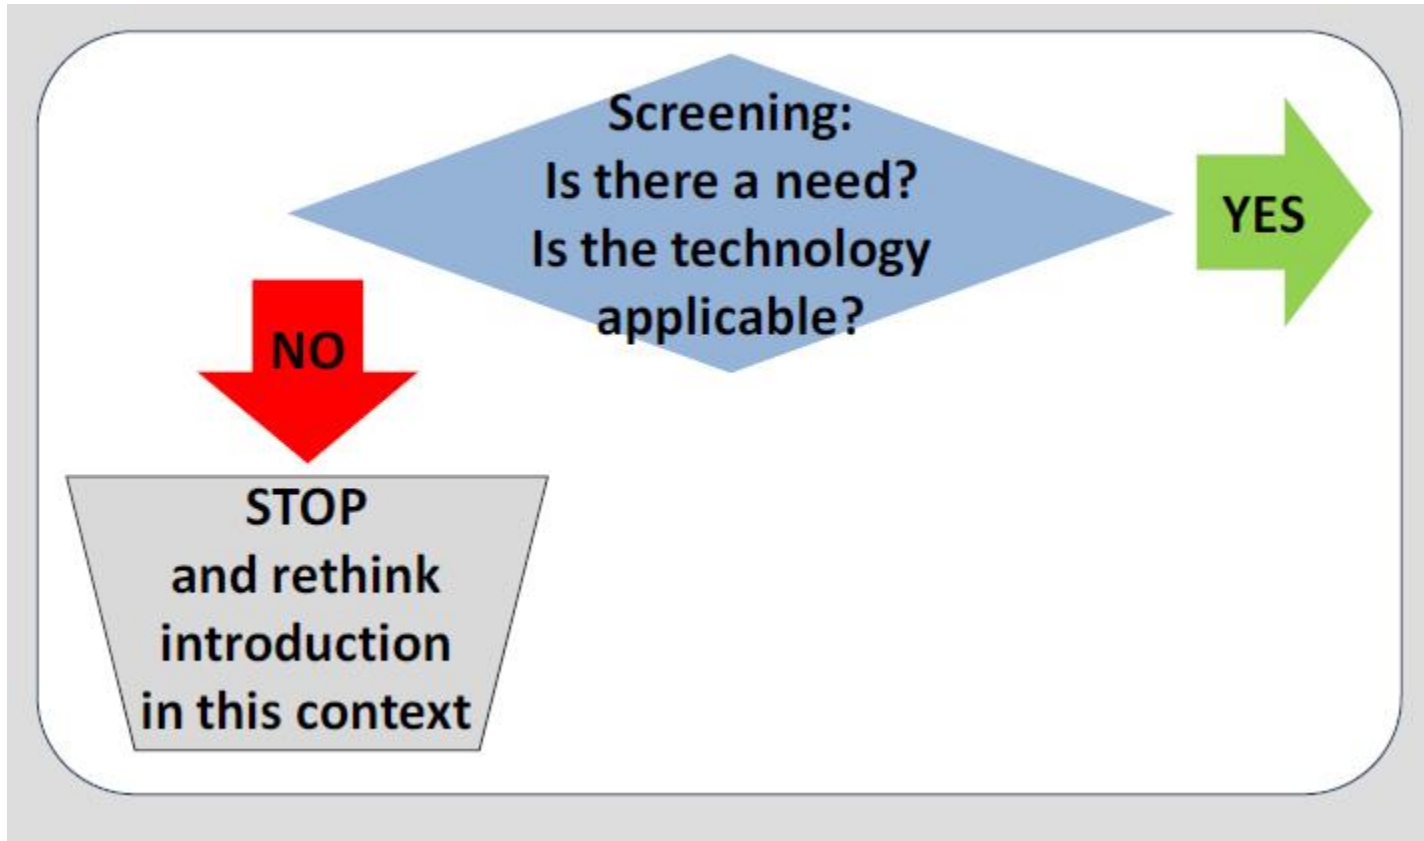 Screening:
Is there a need?
Is the technology
applicable?
YES
NO
STOP
and rethink
introduction
in this context